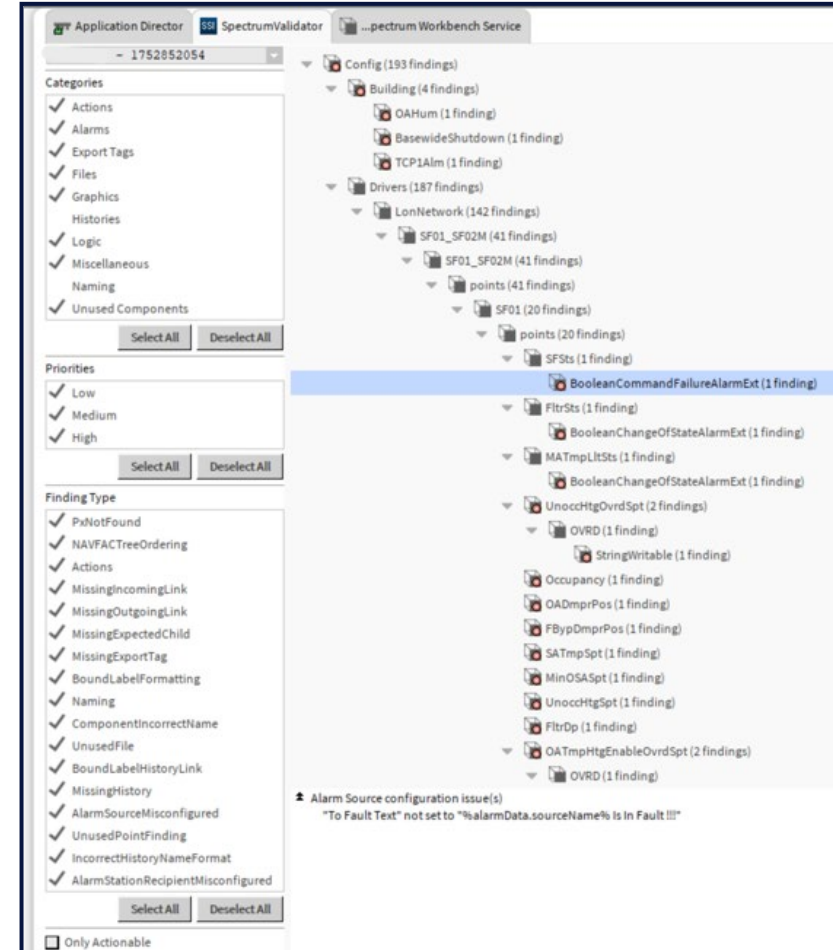 Application Director
SSI SpectrumValidator
...pectrum Workbench Service
- 1752852054
Categories
Actions
Alarms
Export Tags
Files
Graphics
Histories
Logic
Miscellaneous
Naming
Unused Components
Select All Deselect All
Priorities
Low
Medium
High
Select All Deselect All
Finding Type
PxNotFound
NAVFACTreeOrdering
Actions
MissingIncomingLink
MissingOutgoingLink
MissingExpectedChild
MissingExportTag
BoundLabelFormatting
Naming
ComponentIncorrectName
UnusedFile
BoundLabelHistoryLink
MissingHistory
AlarmSourceMisconfigured
UnusedPointFinding
IncorrectHistoryNameFormat
AlarmStationRecipientMisconfigured
Select All Deselect All
Only Actionable
Config (193 findings)
Building (4 findings)
OAHum (1 finding)
BasewideShutdown (1 finding)
TCP1Alm (1 finding)
Drivers (187 findings)
LonNetwork (142 findings)
SF01_SF02M (41 findings)
SF01_SF02M (41 findings)
points (41 findings)
SF01 (20 findings)
points (20 findings)
SFSts (1 finding)
BooleanCommandFailureAlarmExt (1 finding)
FltrSts (1 finding)
BooleanChangeOfStateAlarmExt (1 finding)
MATmpLltSts (1 finding)
BooleanChangeOfStateAlarmExt (1 finding)
UnoccHtgOvrdSpt (2 findings)
OVRD (1 finding)
StringWritable (1 finding)
Occupancy (1 finding)
OADmprPos (1 finding)
FBypDmprPos (1 finding)
SATmpSpt (1 finding)
MinOSASpt (1 finding)
UnoccHtgSpt (1 finding)
FltrDp (1 finding)
OATmpHtgEnableOvrdSpt (2 findings)
OVRD (1 finding)
Alarm Source configuration issue(s)
"To Fault Text" not set to "%alarmData.sourceName% Is In Fault !!!"